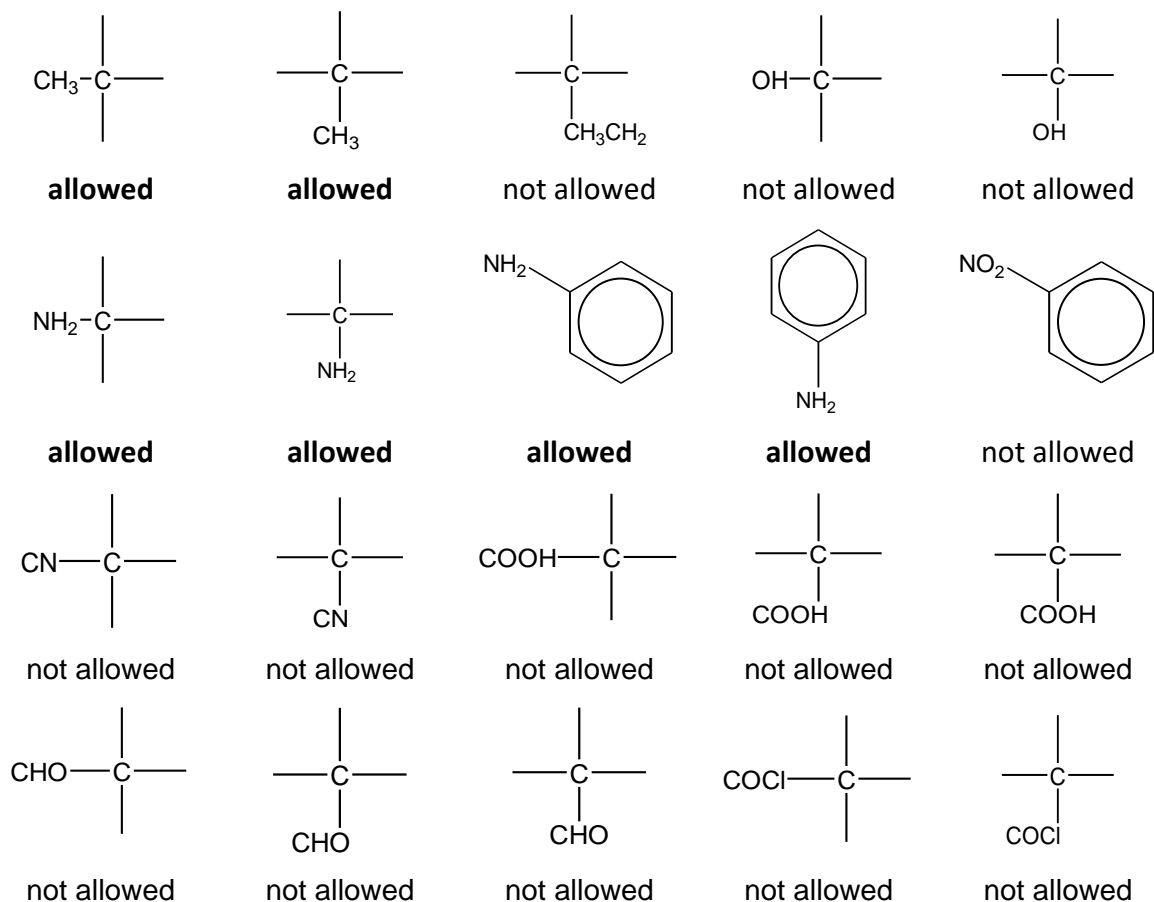 CH3 C C C OH C C
CH3 CH3CH2 OH
allowed allowed not allowed not allowed not allowed
NH2 C C NH2 NO2
NH2 NH2
allowed allowed allowed allowed not allowed
CN C C COOH C C C
CN COOH COOH
not allowed not allowed not allowed not allowed not allowed
CHO C C C COCl C C
CHO CHO COCl
not allowed not allowed not allowed not allowed not allowed